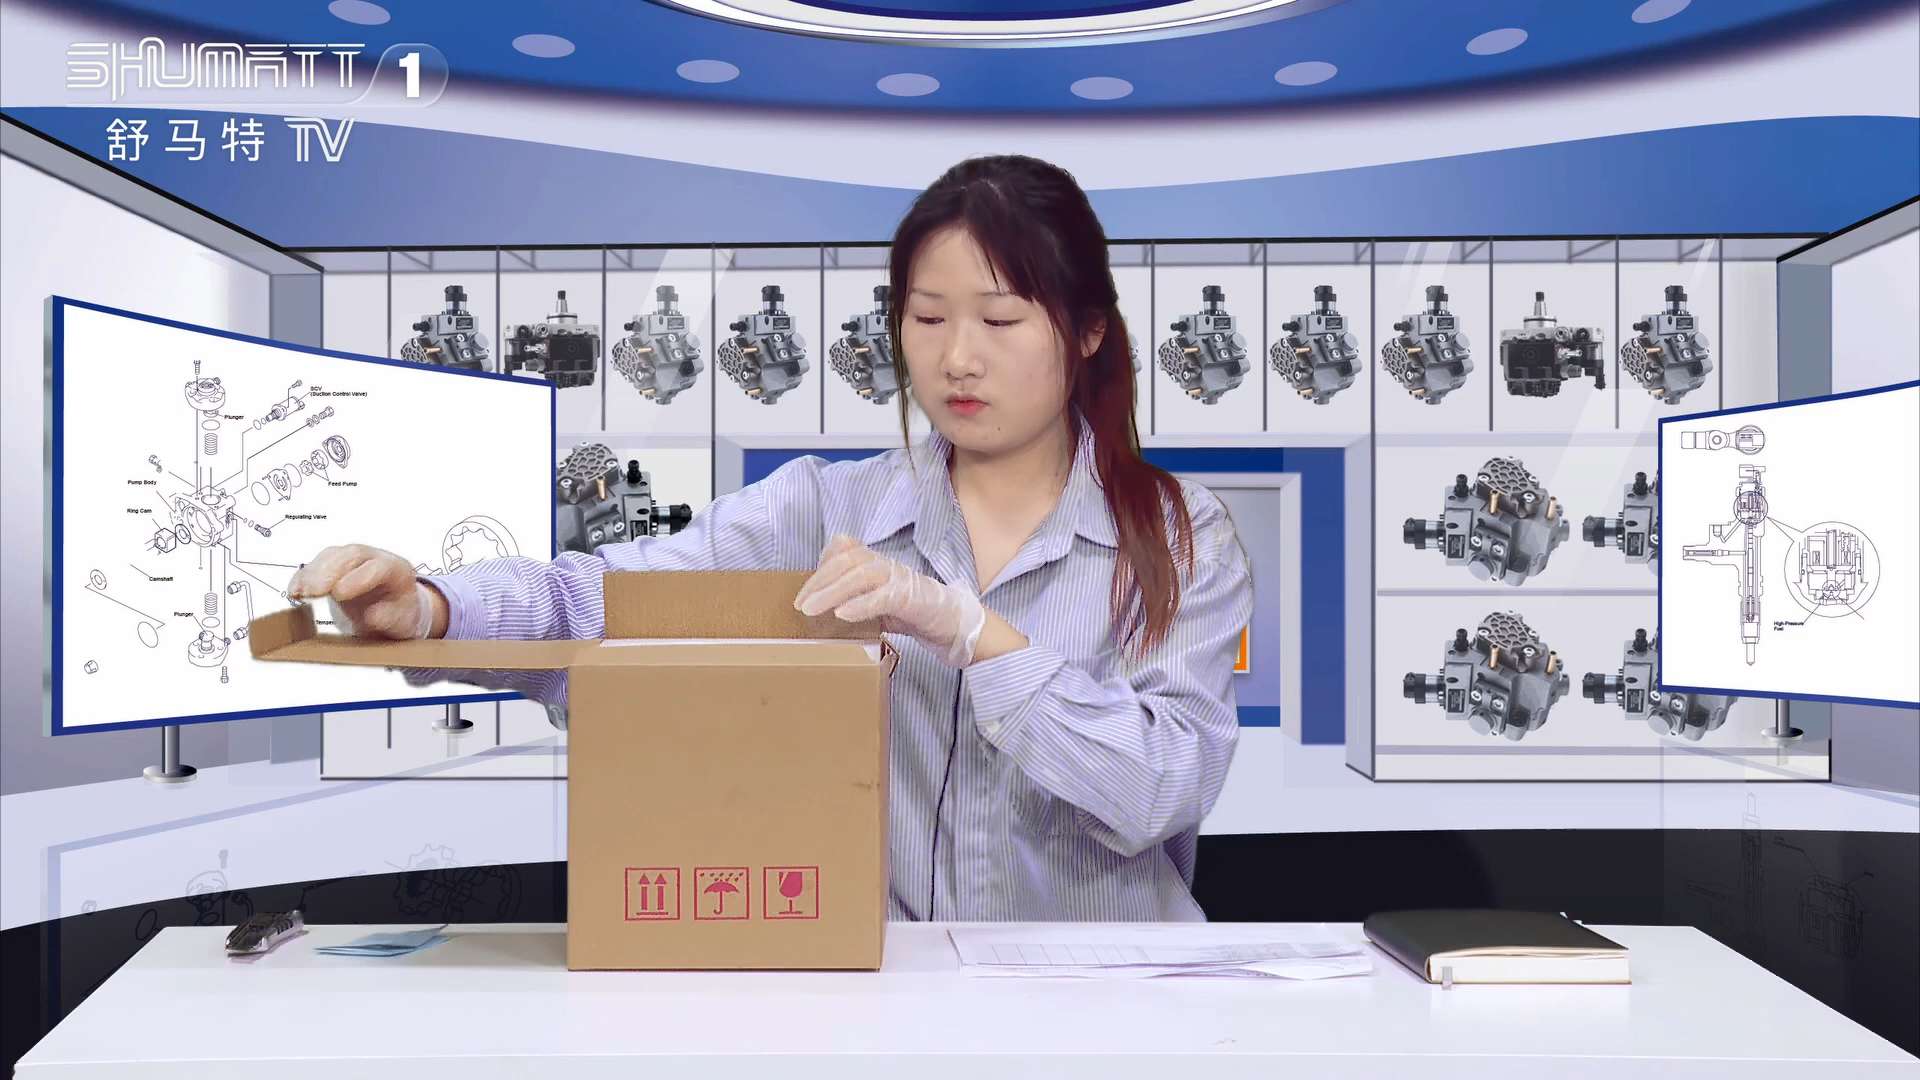 SHUMATT 1
舒马特 TV
SCV
(Suction Control Valve)
Plunger
Feed Pump
Pump Body
Ring Cam
Regulating Valve
Camshaft
Plunger
High-Pressure
Fuel